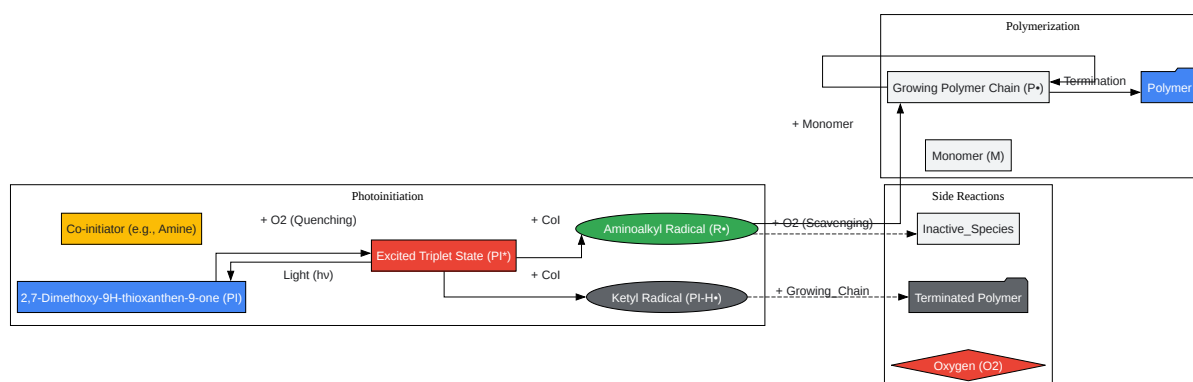 Polymerization
Growing Polymer Chain (P•)
Termination
Polymer
+ Monomer
Monomer (M)
Photoinitiation
Side Reactions
Co-initiator (e.g., Amine)
+ O2 (Quenching)
+ CoI
Aminoalkyl Radical (R•)
+ O2 (Scavenging)
Inactive_Species
Excited Triplet State (PI*)
Light (hν)
+ CoI
2,7-Dimethoxy-9H-thioxanthen-9-one (PI)
Ketyl Radical (PI-H•)
+ Growing_Chain
Terminated Polymer
Oxygen (O2)